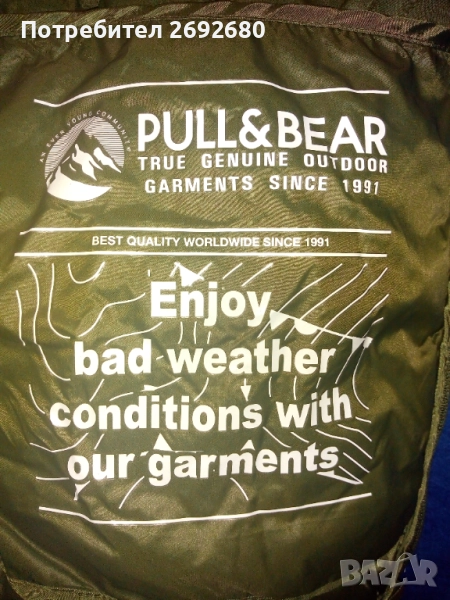 Потребител 2692680
PULL&BEAR
TRUE GENUINE OUTDOOR
GARMENTS SINCE 1991
BEST QUALITY WORLDWIDE SINCE 1991
Enjoy
bad weather
conditions with
our garments
BAZAR